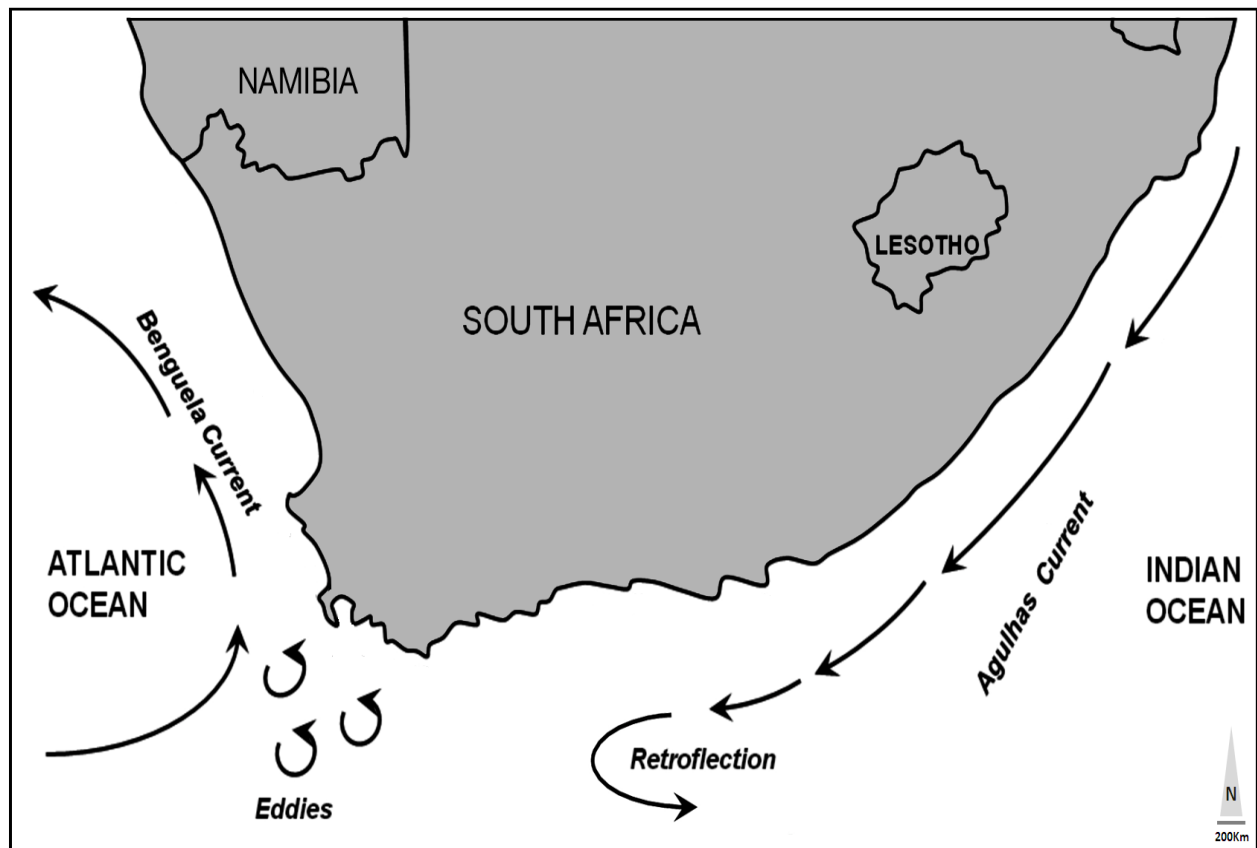 NAMIBIA
LESOTHO
SOUTH AFRICA
Benguela Current
ATLANTIC
OCEAN
INDIAN
OCEAN
Agulhas Current
Retroflection
Eddies
N
200Km